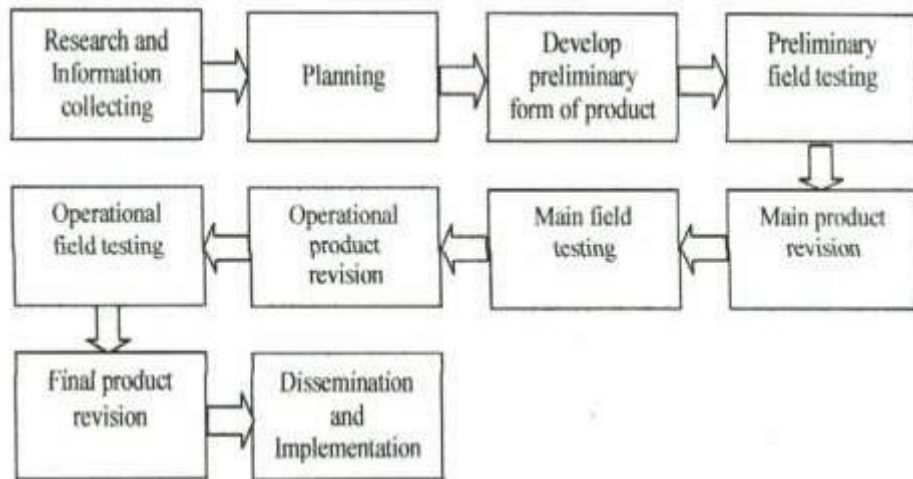 Research and
Information
collecting
Planning
Develop
preliminary
form of product
Preliminary
field testing
Main product
revision
Main field
testing
Operational
product
revision
Operational
field testing
Final product
revision
Dissemination
and
Implementation